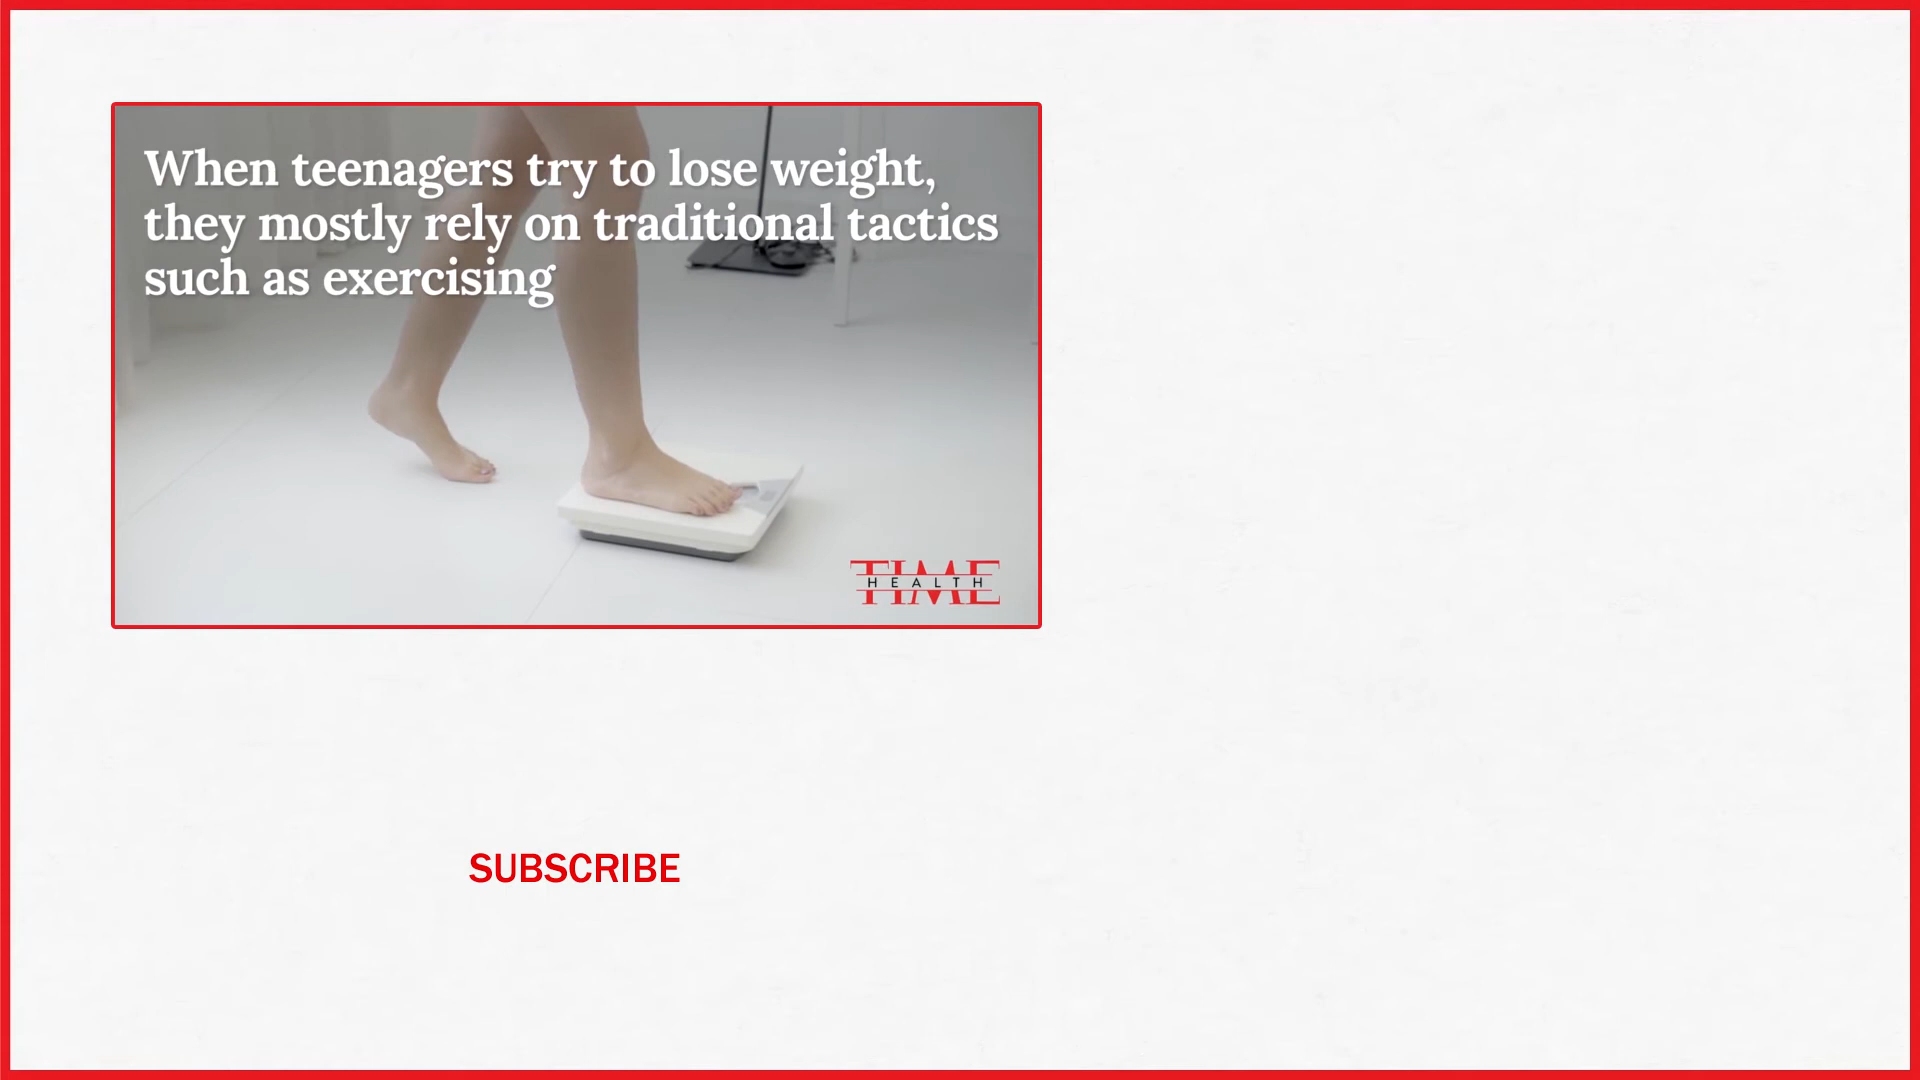 When teenagers try to lose weight,
they mostly rely on traditional tactics
such as exercising
TIME
HEALTH
SUBSCRIBE